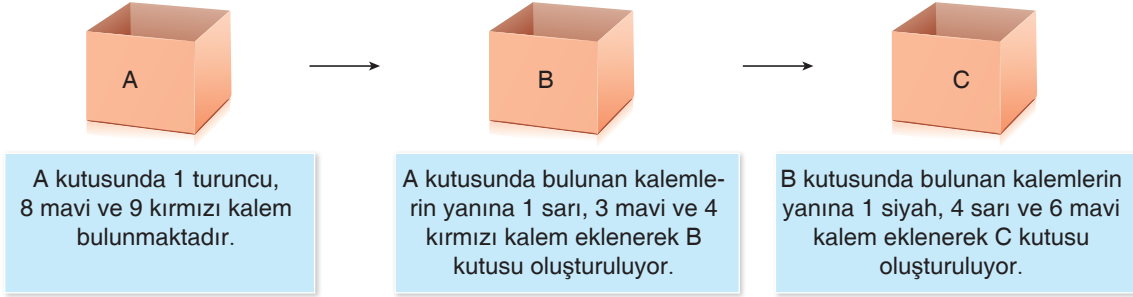 A
B
C
A kutusunda 1 turuncu,
8 mavi ve 9 kırmızı kalem
bulunmaktadır.
A kutusunda bulunan kalemle-
rin yanına 1 sarı, 3 mavi ve 4
kırmızı kalem eklenerek B
kutusu oluşturuluyor.
B kutusunda bulunan kalemlerin
yanına 1 siyah, 4 sarı ve 6 mavi
kalem eklenerek C kutusu
oluşturuluyor.